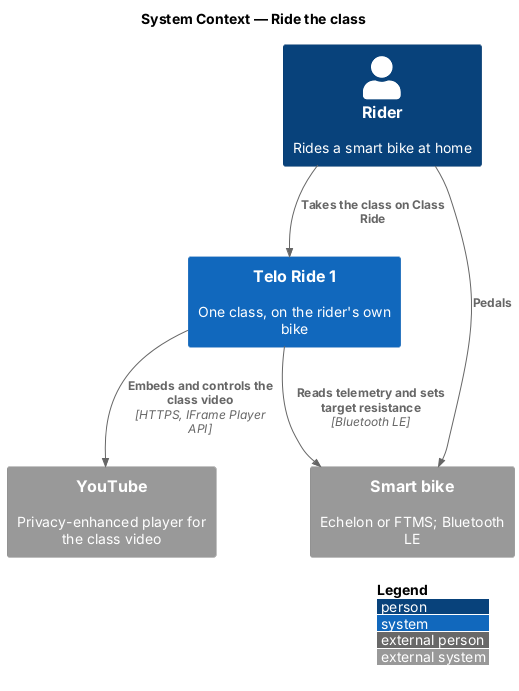 System Context — Ride the class
Rider
Rides a smart bike at home
Takes the class on Class
Ride
Pedals
Telo Ride 1
One class, on the rider's own
bike
Embeds and controls the
class video
[HTTPS, IFrame Player
API]
Reads telemetry and sets
target resistance
[Bluetooth LE]
YouTube
Privacy-enhanced player for
the class video
Smart bike
Echelon or FTMS; Bluetooth
LE
Legend
person
system
external person
external system